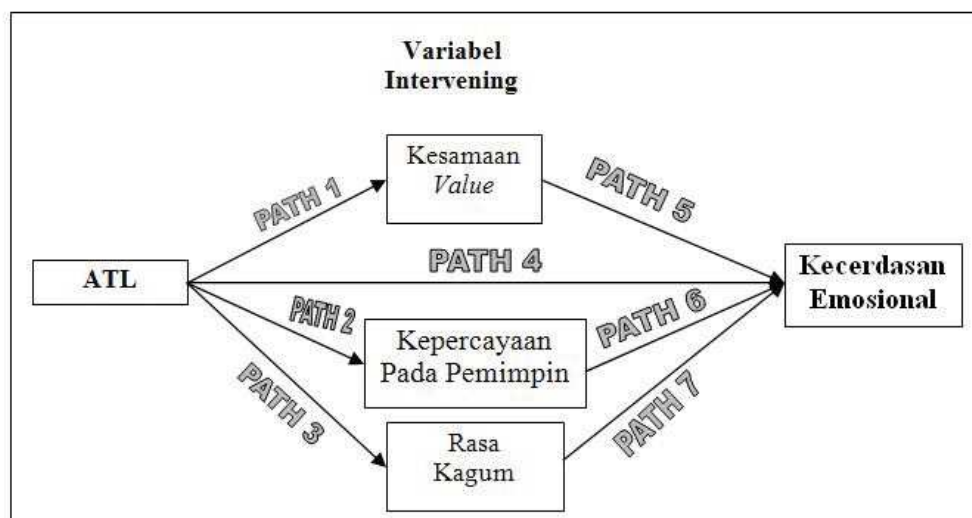 Variabel
Intervening
Kesamaan
Value
PATH 1
PATH 5
ATL
PATH 4
Kecerdasan
Emosional
PATH 2
Kepercayaan
Pada Pemimpin
PATH 6
PATH 3
Rasa
Kagum
PATH 7